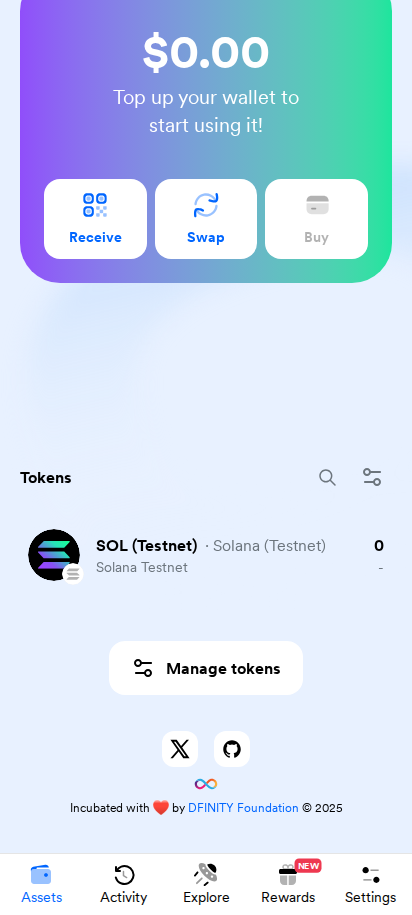 $0.00
Top up your wallet to
start using it!
Receive
Swap
Buy
Tokens
SOL (Testnet) · Solana (Testnet) 0
Solana Testnet -
Manage tokens
Incubated with ❤️ by DFINITY Foundation © 2025
NEW
Assets
Activity
Explore
Rewards
Settings